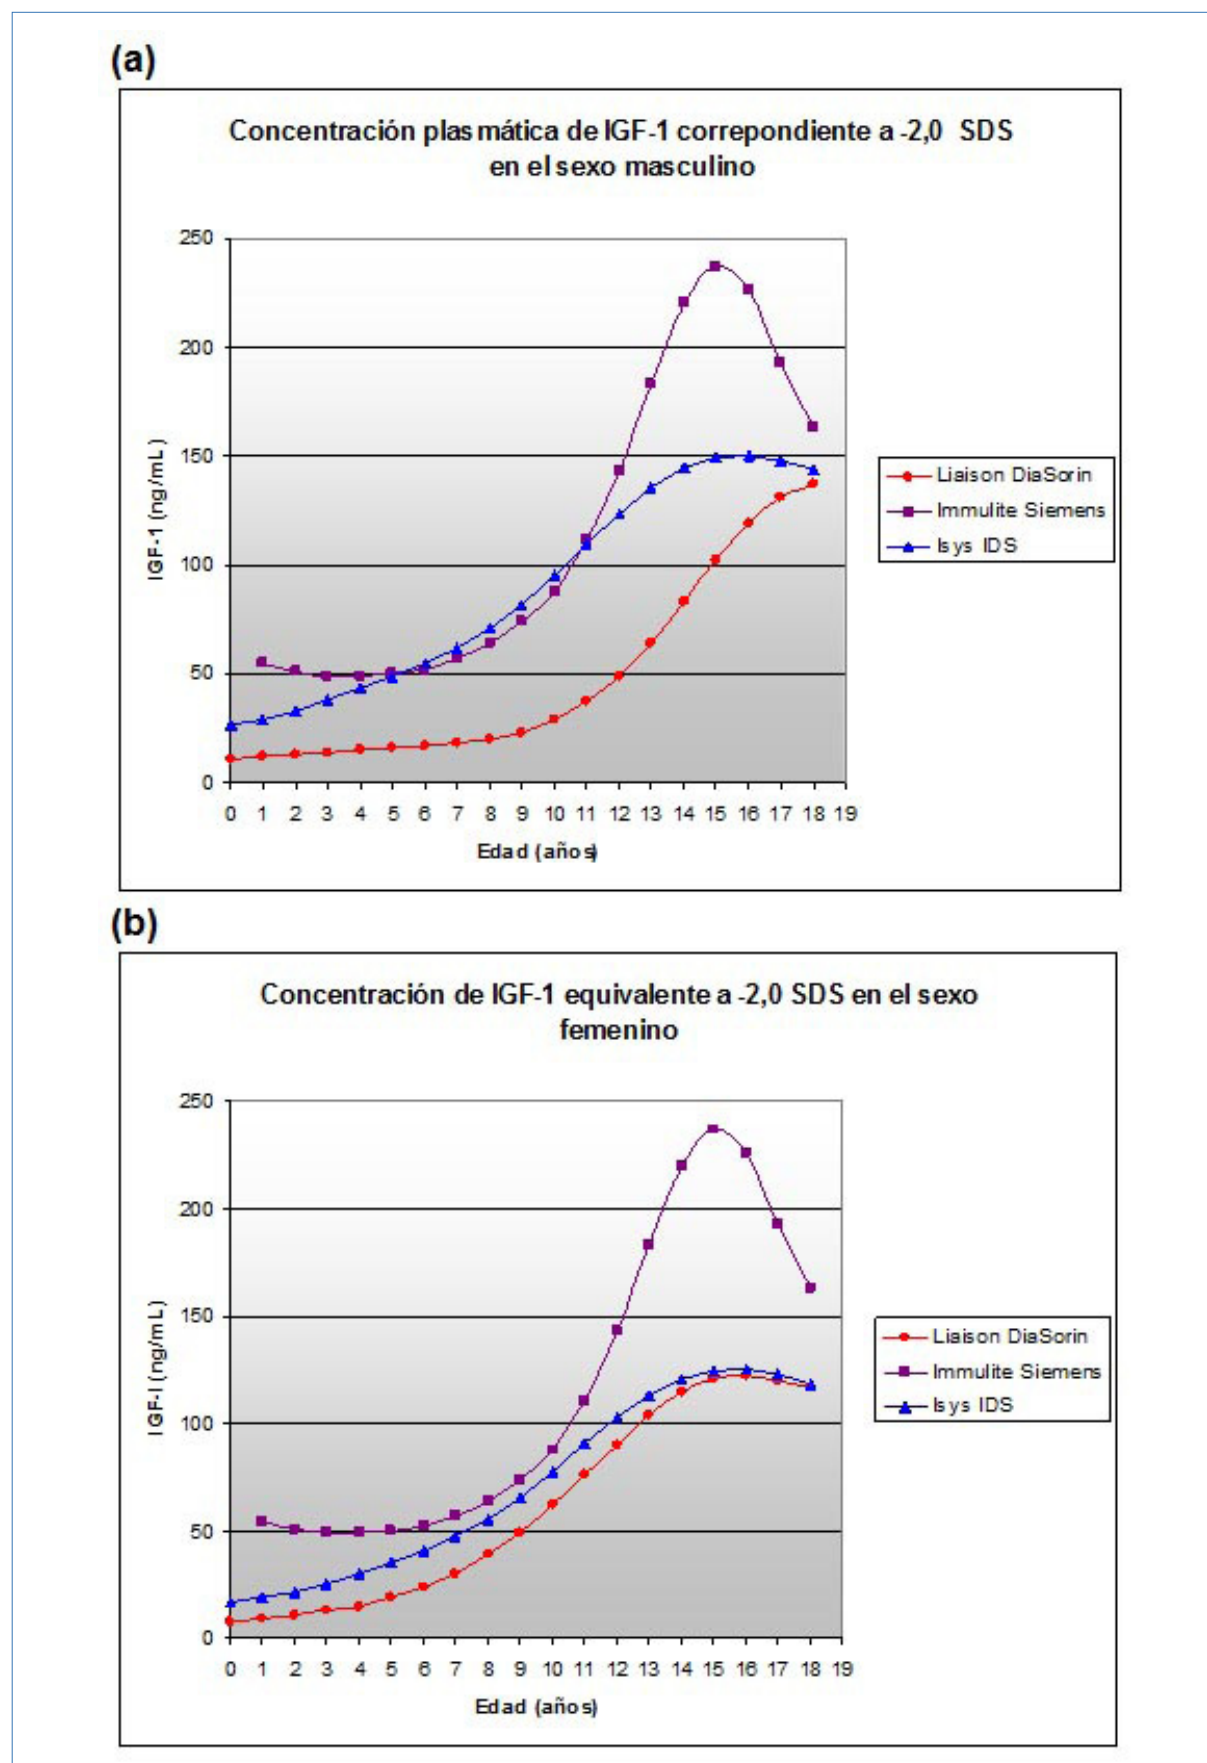 (a)
Concentración plasmática de IGF-1 correpondiente a -2,0 SDS
en el sexo masculino
250
200
150
100
50
0
IGF-1 (ng/mL)
0 1 2 3 4 5 6 7 8 9 10 11 12 13 14 15 16 17 18 19
Edad (años)
Liaison DiaSorin
Immulite Siemens
Isys IDS
(b)
Concentración de IGF-1 equivalente a -2,0 SDS en el sexo
femenino
250
200
150
100
50
0
IGF-I (ng/mL)
0 1 2 3 4 5 6 7 8 9 10 11 12 13 14 15 16 17 18 19
Edad (años)
Liaison DiaSorin
Immulite Siemens
Isys IDS